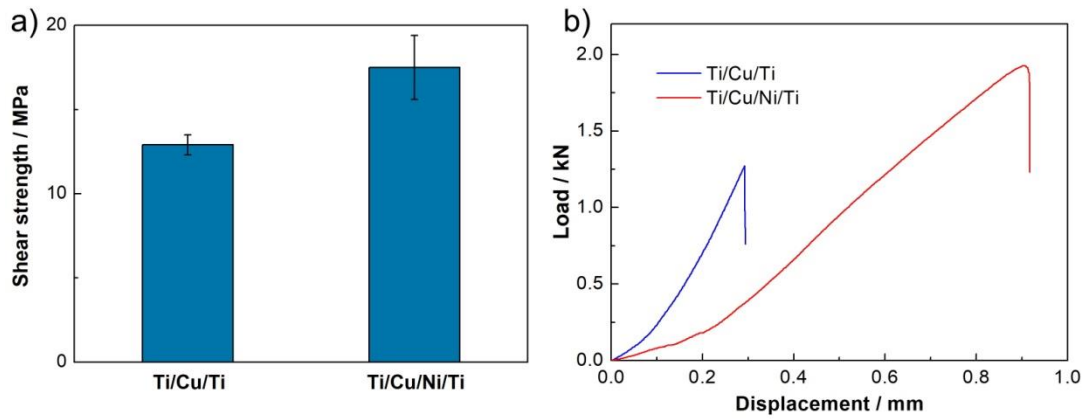 a)
Shear strength / MPa
20
10
0
Ti/Cu/Ti
Ti/Cu/Ni/Ti
b)
Load / kN
2.0
1.5
1.0
0.5
0.0
Ti/Cu/Ti
Ti/Cu/Ni/Ti
0.0 0.2 0.4 0.6 0.8 1.0
Displacement / mm